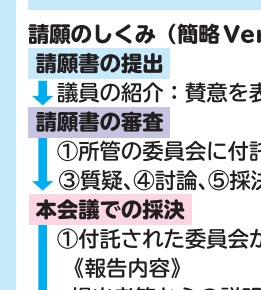 請願のしくみ（簡略Ver
請願書の提出
議員の紹介：賛意を表
請願書の審査
①所管の委員会に付託
③質疑、④討論、⑤採決
本会議での採決
①付託された委員会か
《報告内容》